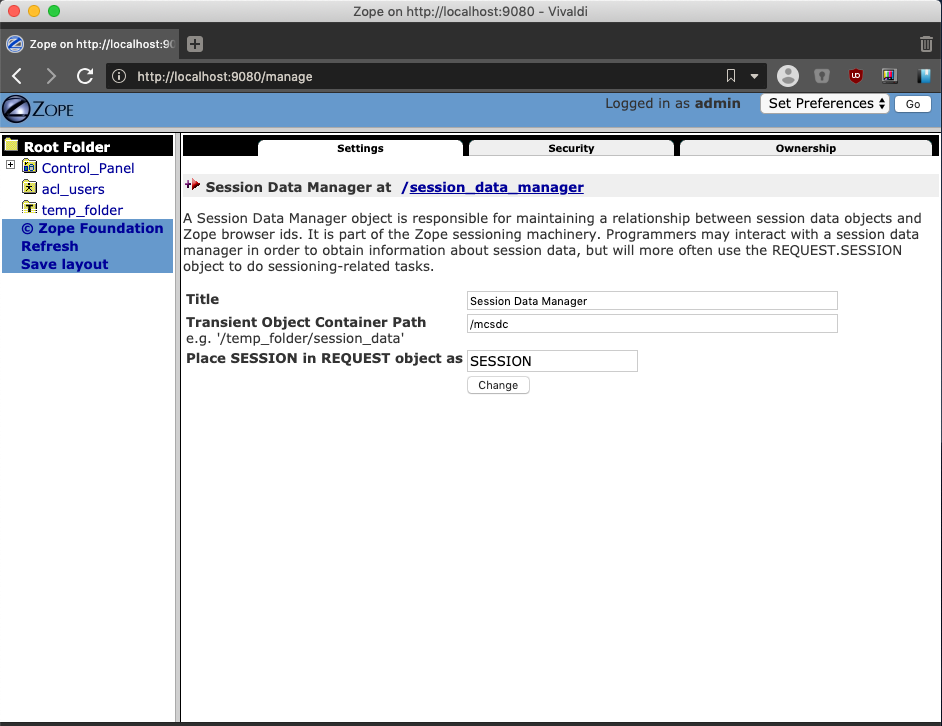 Zope on http://localhost:9080 - Vivaldi
Zope on http://localhost:90
http://localhost:9080/manage
UD
ZOPE
Logged in as admin
Set Preferences
Go
Root Folder
Control_Panel
acl_users
temp_folder
© Zope Foundation
Refresh
Save layout
Settings
Security
Ownership
Session Data Manager at /session_data_manager
A Session Data Manager object is responsible for maintaining a relationship between session data objects and
Zope browser ids. It is part of the Zope sessioning machinery. Programmers may interact with a session data
manager in order to obtain information about session data, but will more often use the REQUEST.SESSION
object to do sessioning-related tasks.
Title
Session Data Manager
Transient Object Container Path
e.g. '/temp_folder/session_data'
/mcsdc
Place SESSION in REQUEST object as
SESSION
Change